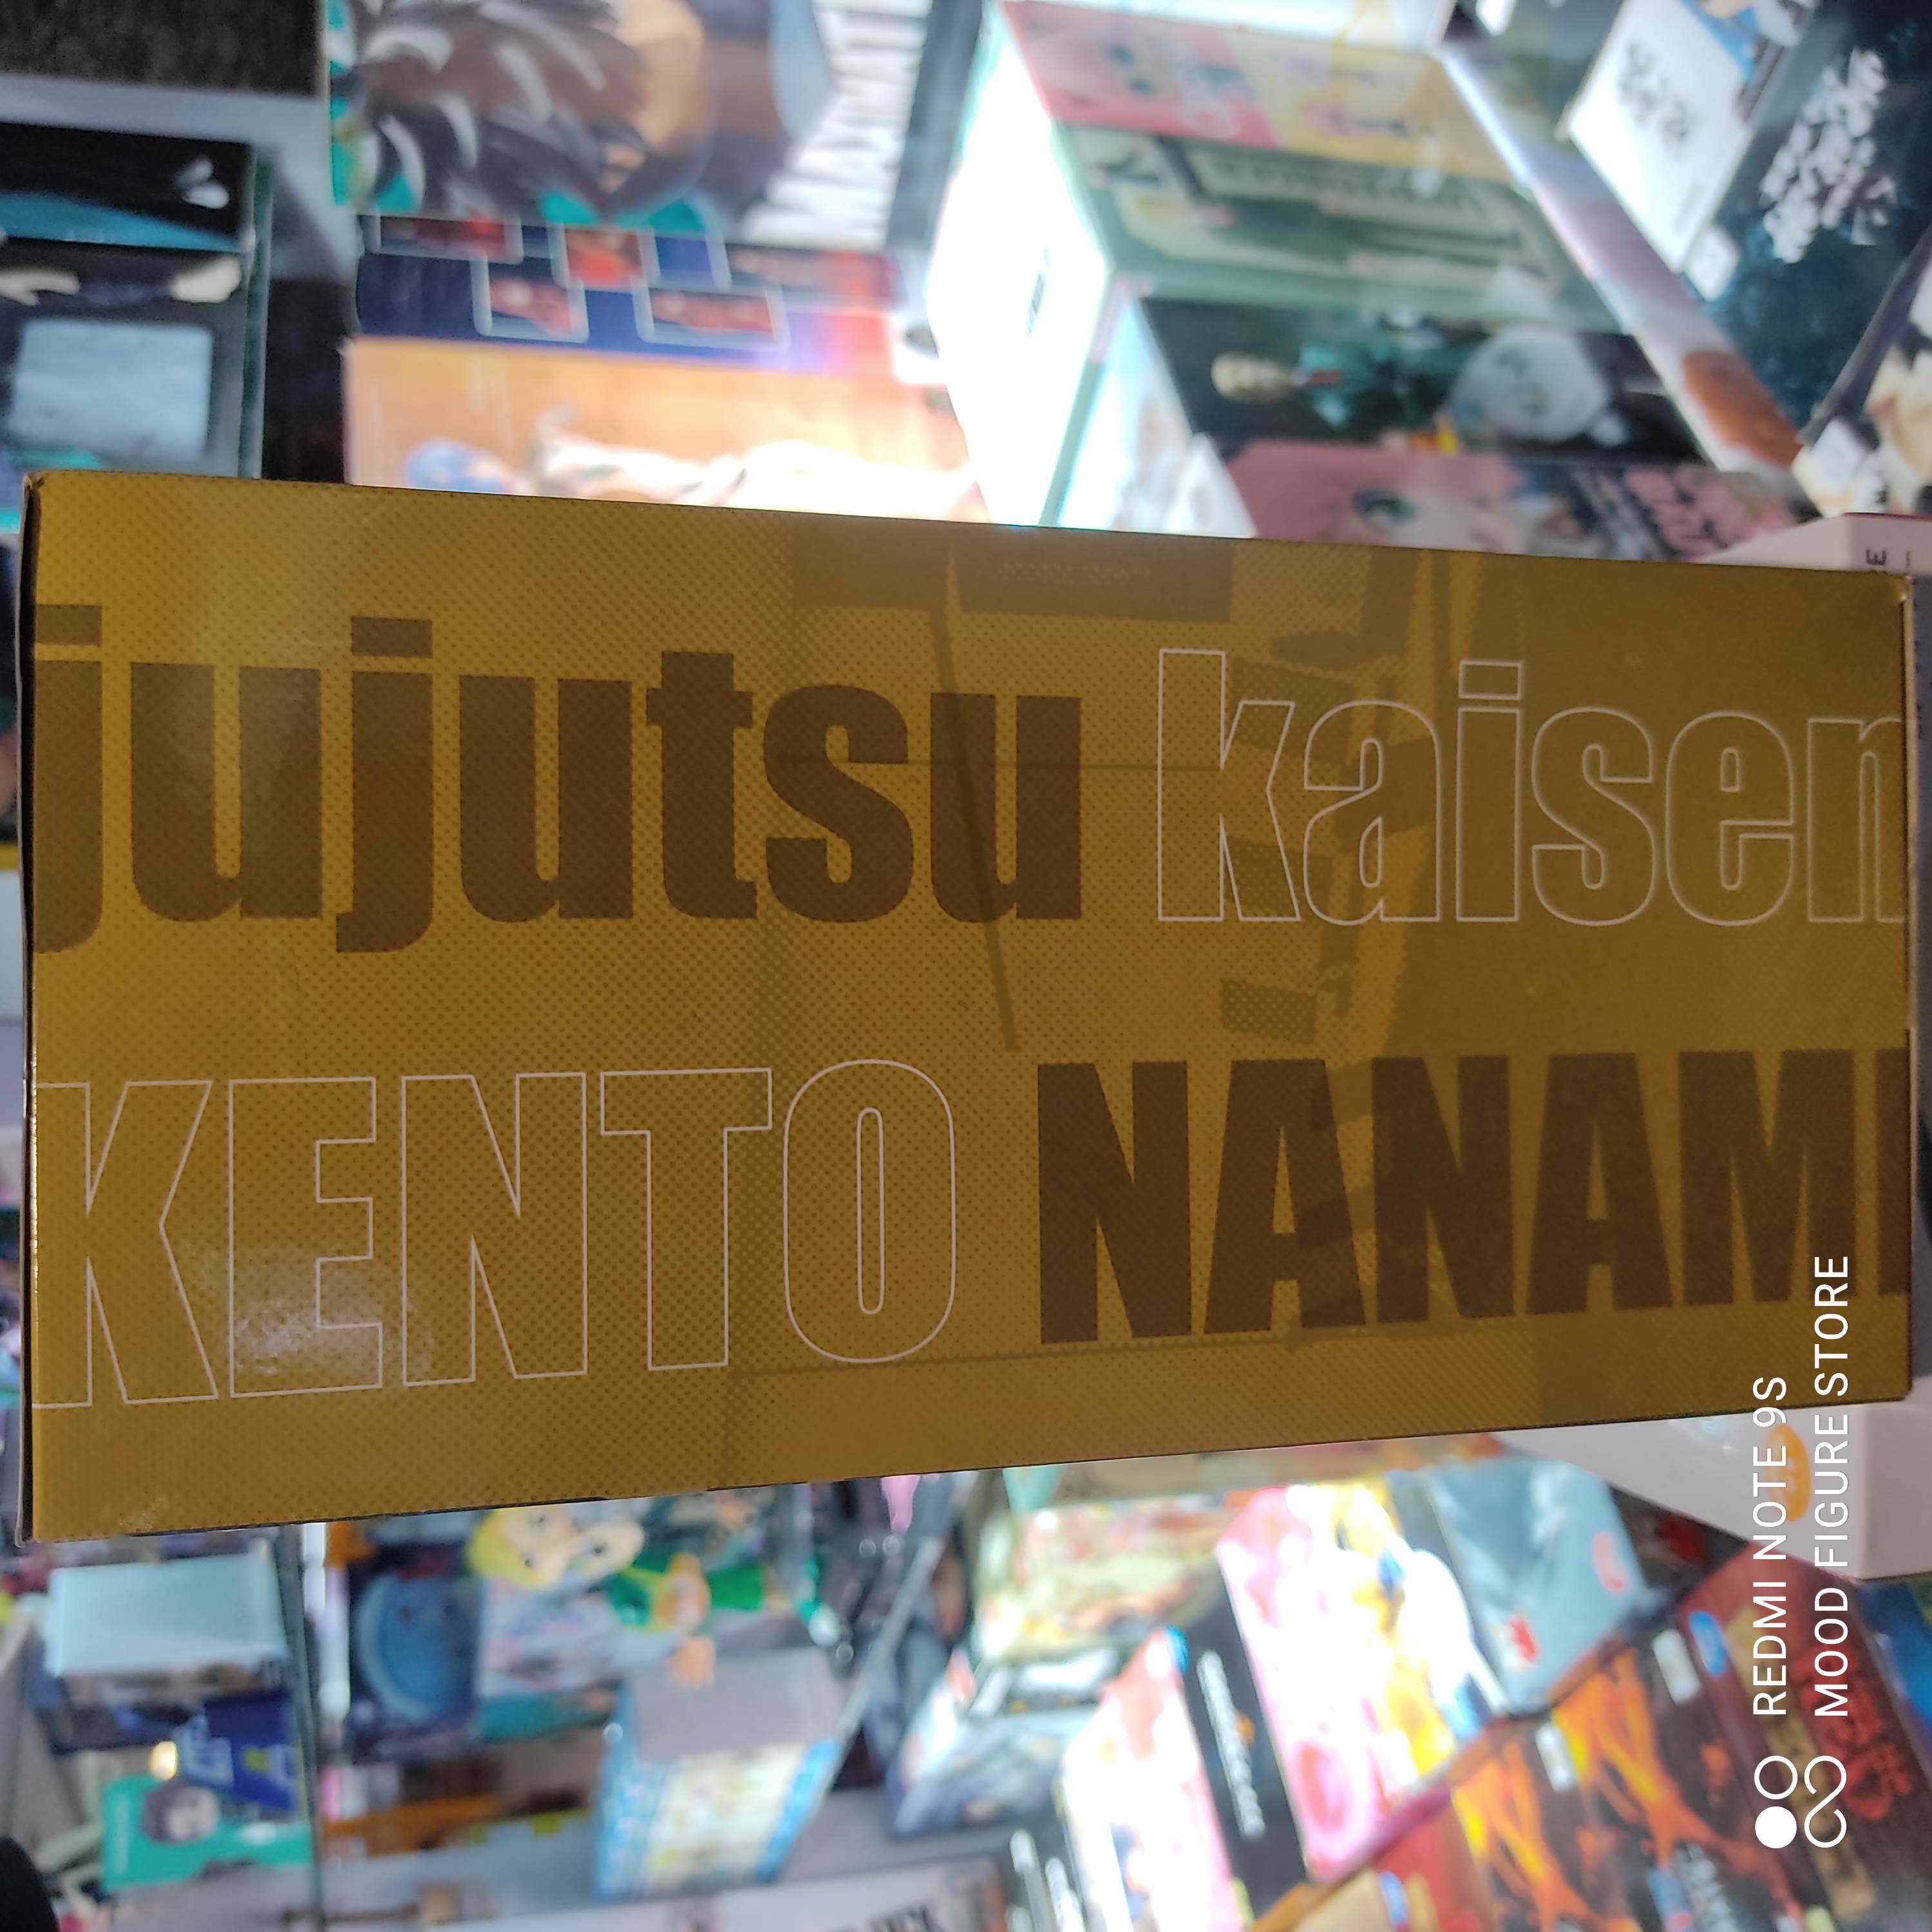 jujutsu kaisen
KENTO NANAMI
REDMI NOTE 9S
MOOD FIGURE STORE